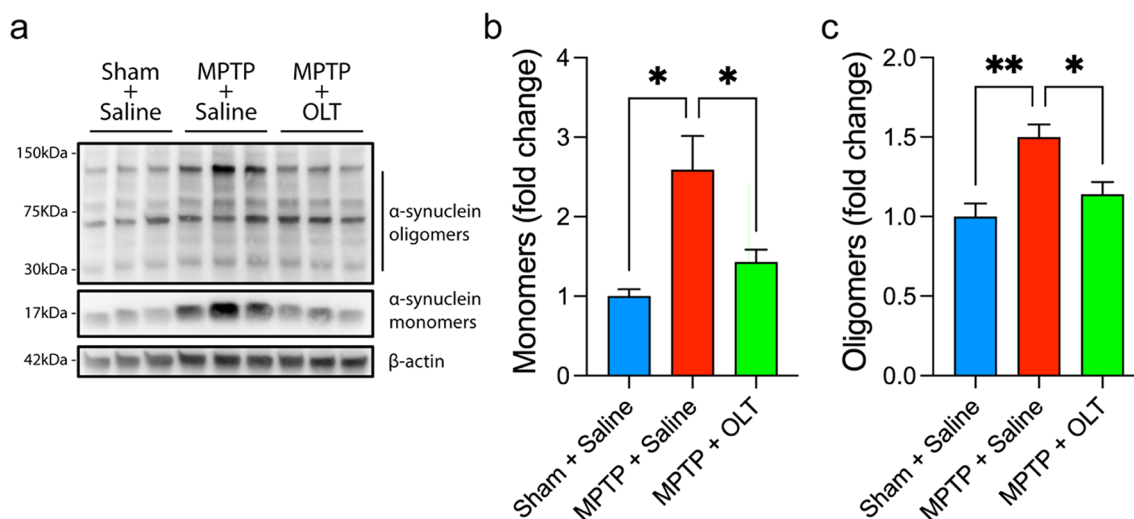 a
Sham
+
Saline
MPTP
+
Saline
MPTP
+
OLT
150kDa
75KDa
30kDa
α-synuclein
oligomers
17kDa
α-synuclein
monomers
42kDa
β-actin
b
Monomers (fold change)
4
3
2
1
0
*
*
Sham + Saline
MPTP + Saline
MPTP + OLT
c
Oligomers (fold change)
2.0
1.5
1.0
0.5
0.0
**
*
Sham + Saline
MPTP + Saline
MPTP + OLT